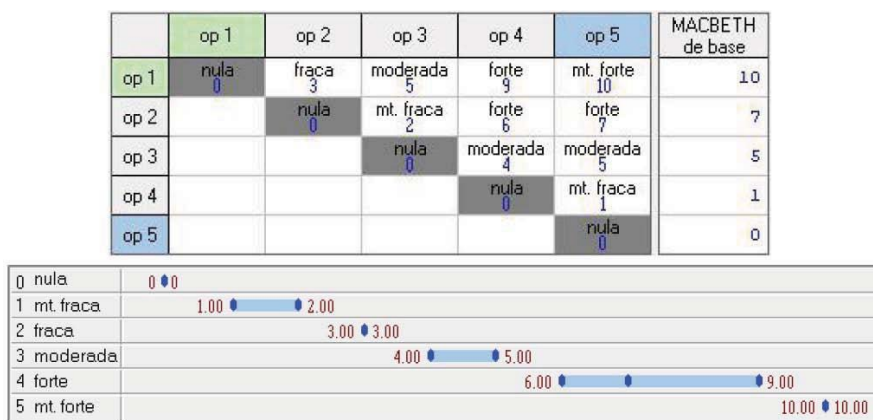 op 1 op 2 op 3 op 4 op 5 MACBETH de base
op 1 nula 0 fraca 3 moderada 5 forte 9 mt. forte 10 10
op 2 nula 0 mt. fraca 2 forte 6 forte 7 7
op 3 nula 0 moderada 4 moderada 5 5
op 4 nula 0 mt. fraca 1 1
op 5 nula 0 0
0 nula 0 0
1 mt. fraca 1.00 2.00
2 fraca 3.00 3.00
3 moderada 4.00 5.00
4 forte 6.00 9.00
5 mt. forte 10.00 10.00